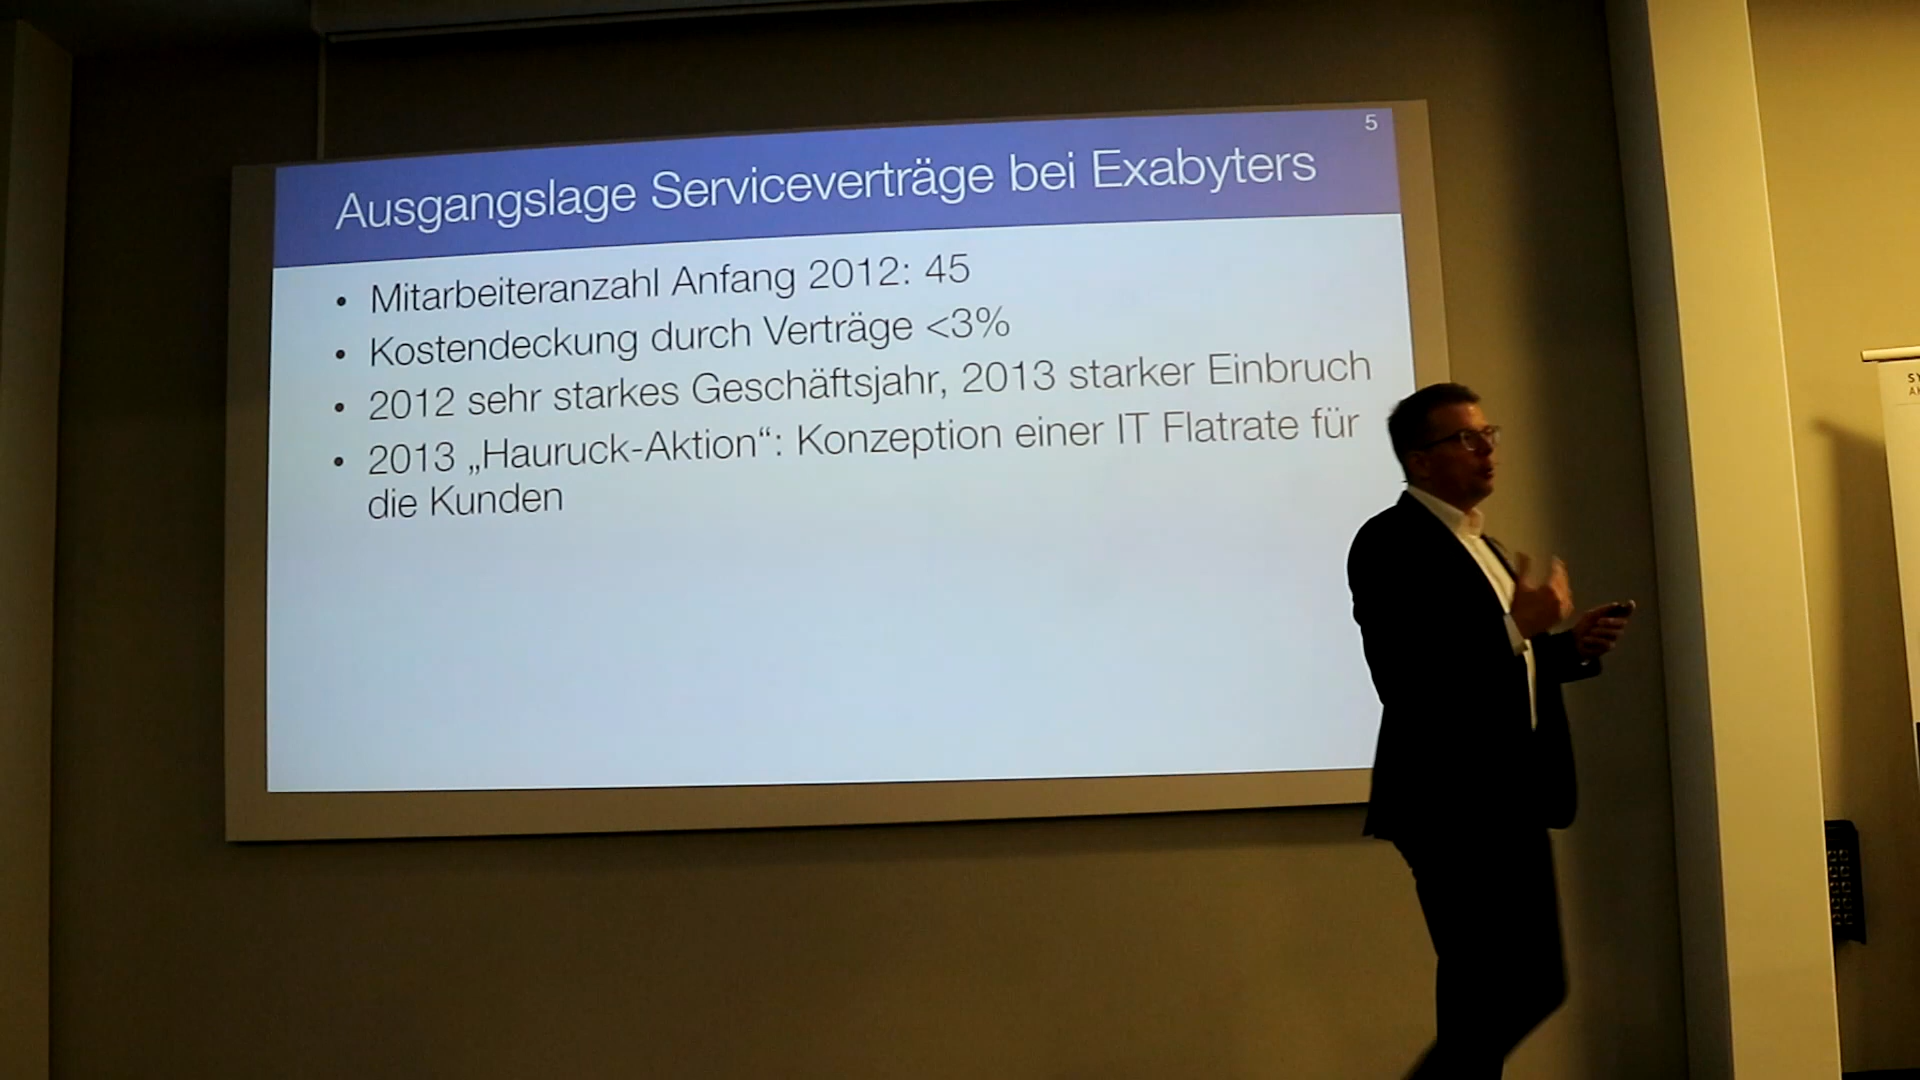 5
Ausgangslage Serviceverträge bei Exabyters
• Mitarbeiteranzahl Anfang 2012: 45
• Kostendeckung durch Verträge <3%
• 2012 sehr starkes Geschäftsjahr, 2013 starker Einbruch
• 2013 „Hauruck-Aktion“: Konzeption einer IT Flatrate für
die Kunden